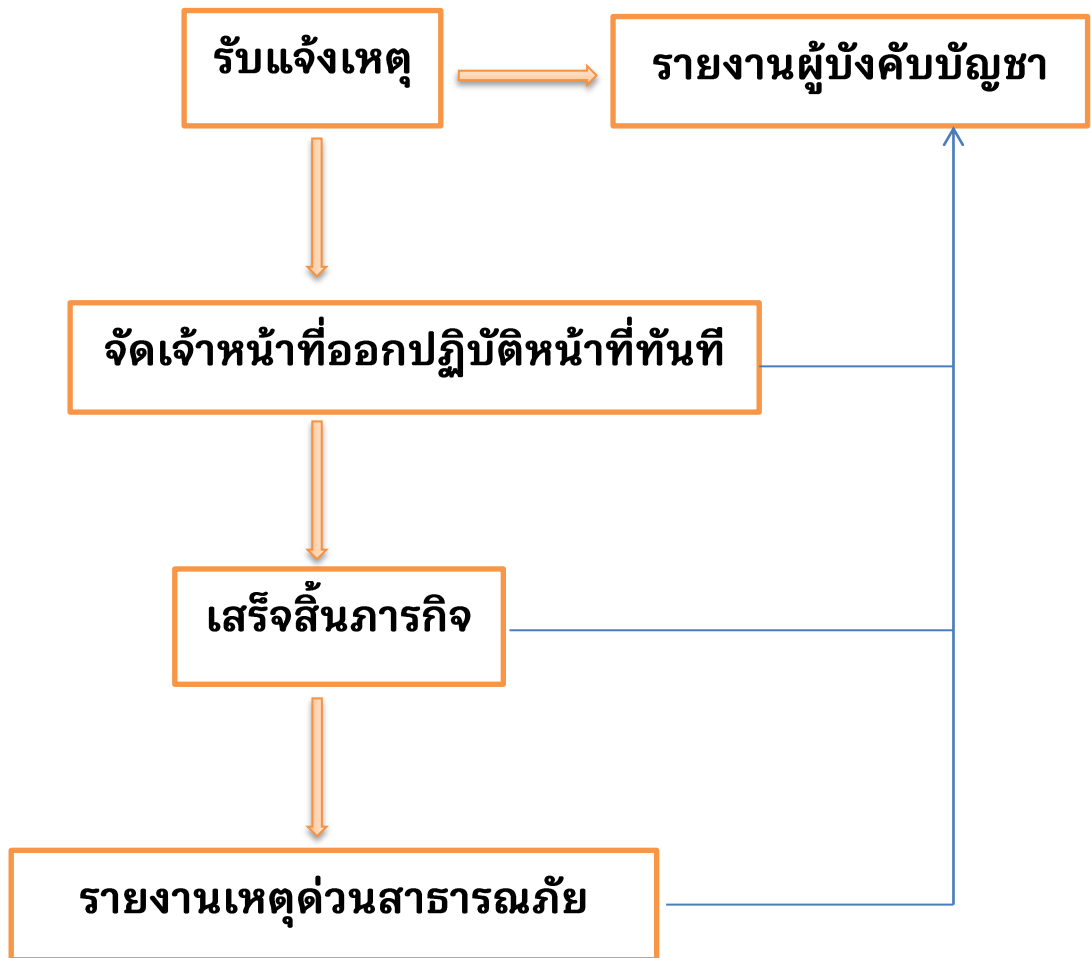 รับแจ้งเหตุ
รายงานผู้บังคับบัญชา
จัดเจ้าหน้าที่ออกปฏิบัติหน้าที่ทันที
เสร็จสิ้นภารกิจ
รายงานเหตุด่วนสาธารณภัย